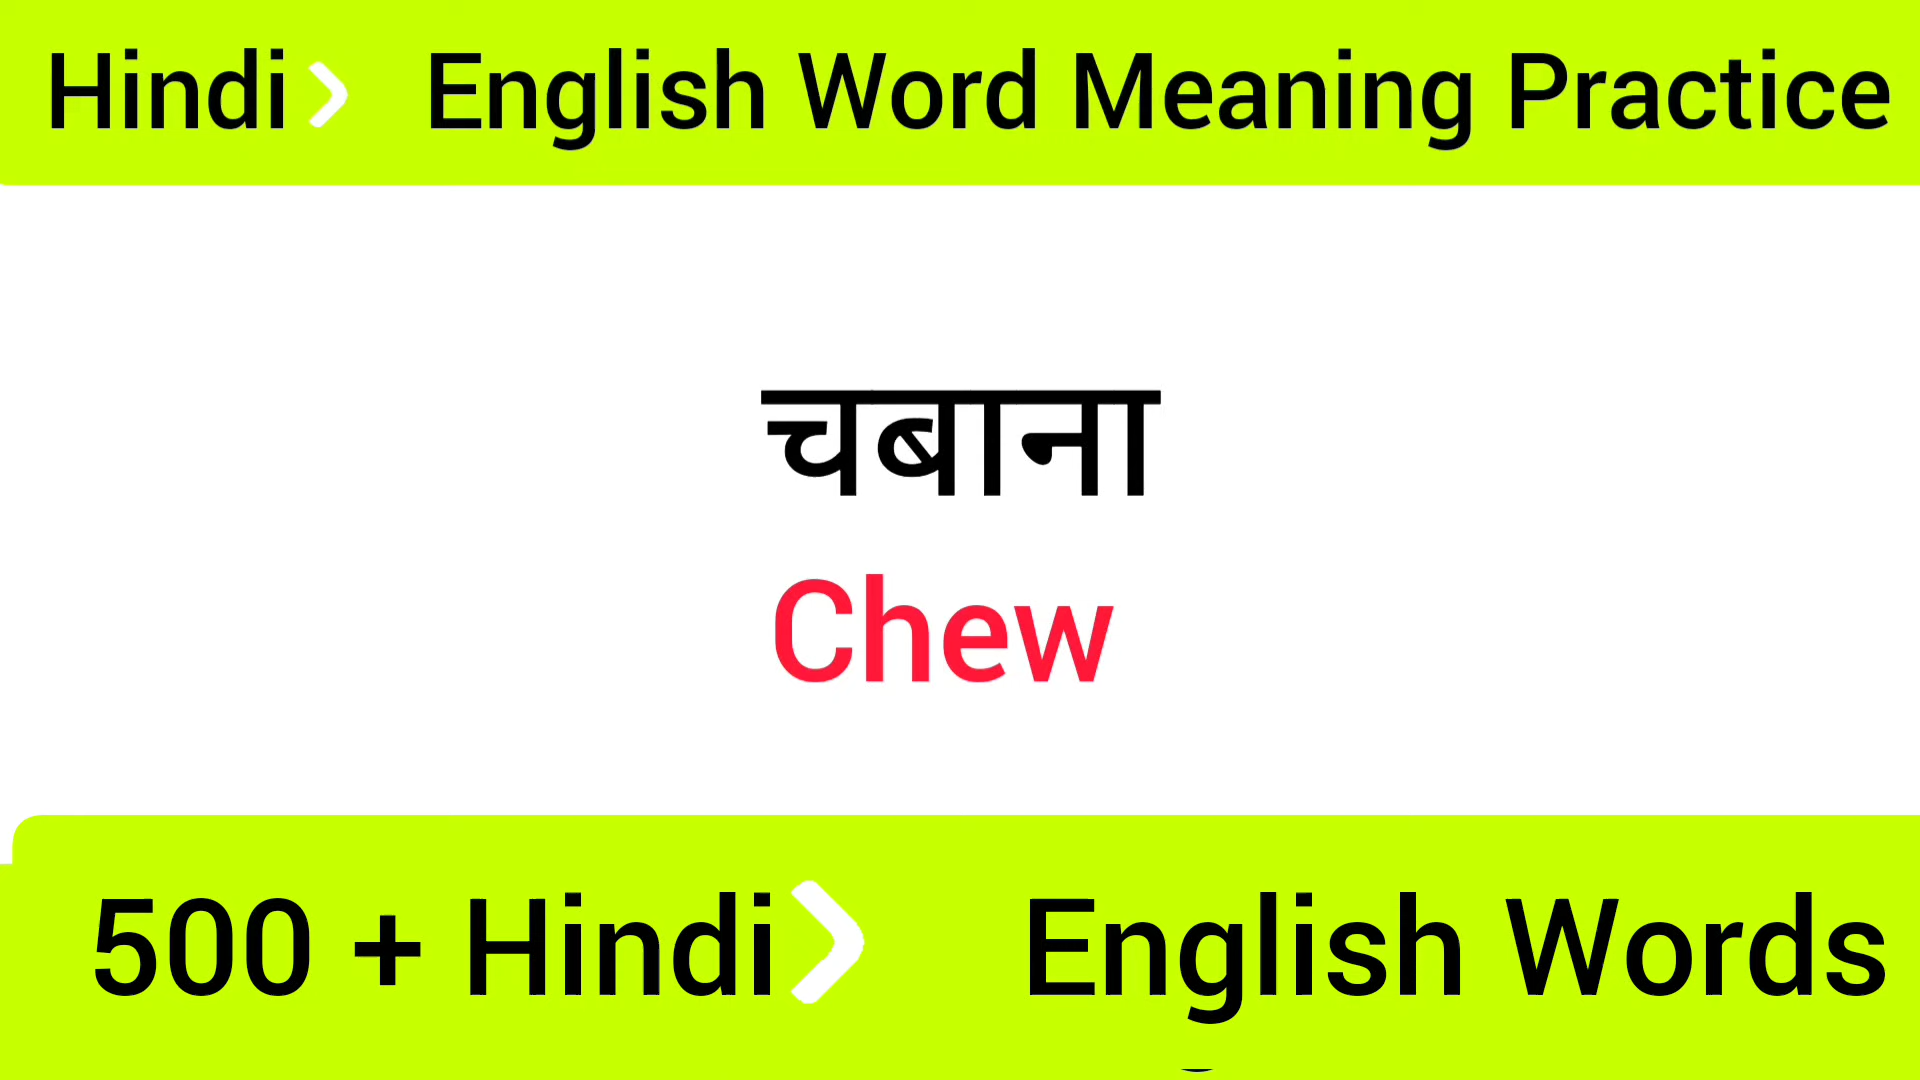 Hindi > English Word Meaning Practice
चबाना
Chew
500 + Hindi > English Words